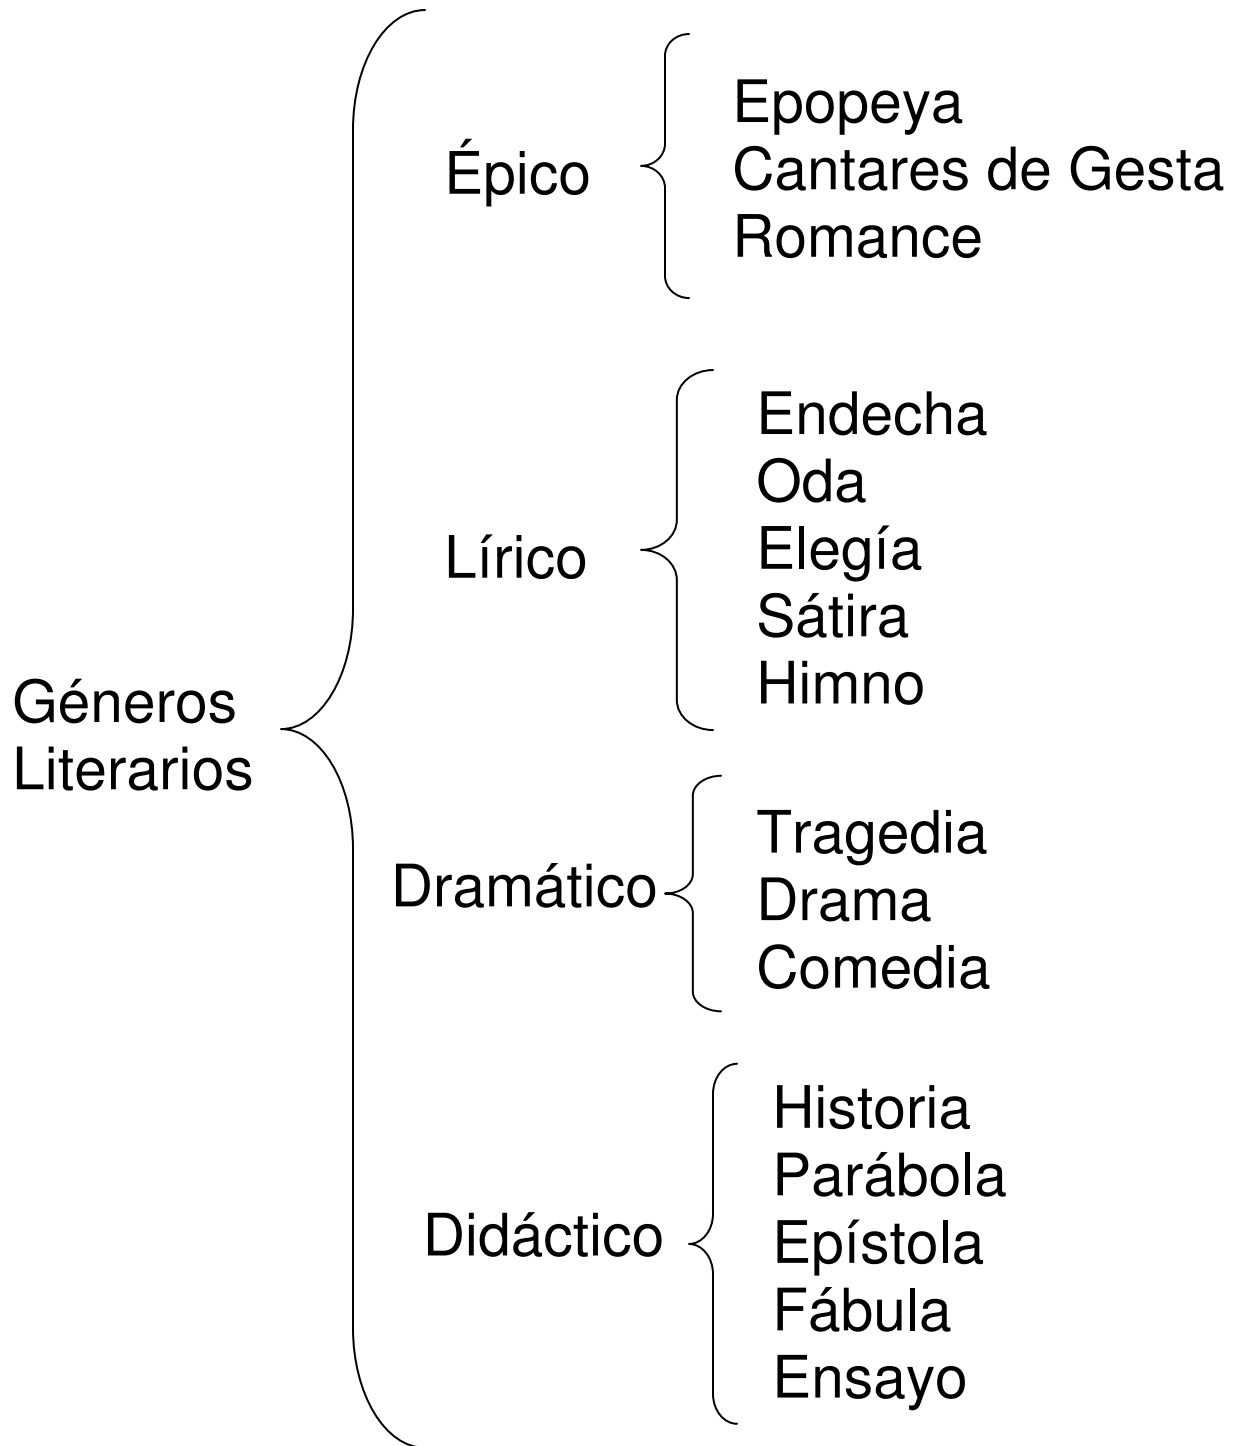 Géneros
Literarios
Épico
Epopeya
Cantares de Gesta
Romance
Lírico
Endecha
Oda
Elegía
Sátira
Himno
Dramático
Tragedia
Drama
Comedia
Didáctico
Historia
Parábola
Epístola
Fábula
Ensayo